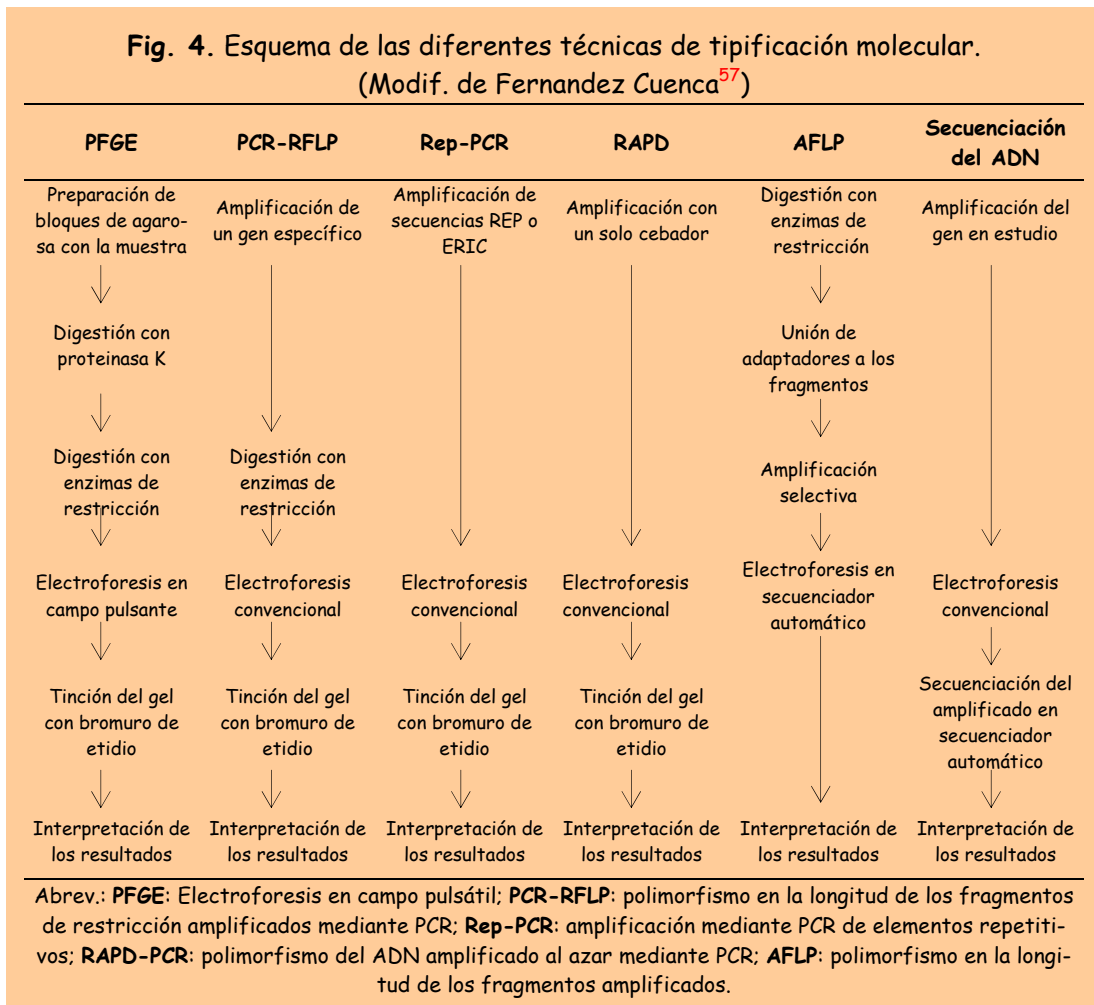 Fig. 4. Esquema de las diferentes técnicas de tipificación molecular.
(Modif. de Fernandez Cuenca57)
PFGE
PCR-RFLP
Rep-PCR
RAPD
AFLP
Secuenciación
del ADN
Preparación de
bloques de agaro-
sa con la muestra
Amplificación de
un gen específico
Amplificación de
secuencias REP o
ERIC
Amplificación con
un solo cebador
Digestión con
enzimas de
restricción
Amplificación del
gen en estudio
Digestión con
proteinasa K
Unión de
adaptadores a los
fragmentos
Digestión con
enzimas de
restricción
Digestión con
enzimas de
restricción
Amplificación
selectiva
Electroforesis en
campo pulsante
Electroforesis
convencional
Electroforesis
convencional
Electroforesis
convencional
Electroforesis en
secuenciador
automático
Electroforesis
convencional
Tinción del gel
con bromuro de
etidio
Tinción del gel
con bromuro de
etidio
Tinción del gel
con bromuro de
etidio
Tinción del gel
con bromuro de
etidio
Secuenciación del
amplificado en
secuenciador
automático
Interpretación de
los resultados
Interpretación de
los resultados
Interpretación de
los resultados
Interpretación de
los resultados
Interpretación de
los resultados
Interpretación de
los resultados
Abrev.: PFGE: Electroforesis en campo pulsátil; PCR-RFLP: polimorfismo en la longitud de los fragmentos
de restricción amplificados mediante PCR; Rep-PCR: amplificación mediante PCR de elementos repetiti-
vos; RAPD-PCR: polimorfismo del ADN amplificado al azar mediante PCR; AFLP: polimorfismo en la longi-
tud de los fragmentos amplificados.